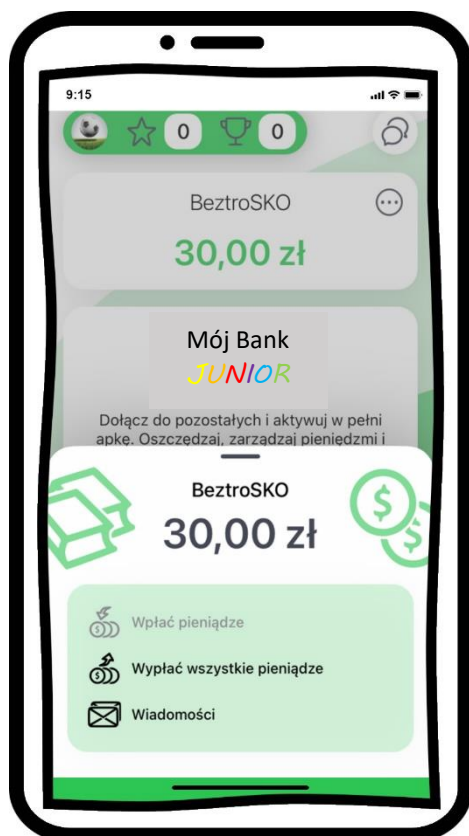 9:15
0 0
BeztroSKO
30,00 zł
Mój Bank
JUNIOR
Dołącz do pozostałych i aktywuj w pełni
apkę. Oszczędzaj, zarządzaj pieniędzmi i
BeztroSKO
30,00 zł
Wpłać pieniądze
Wypłać wszystkie pieniądze
Wiadomości